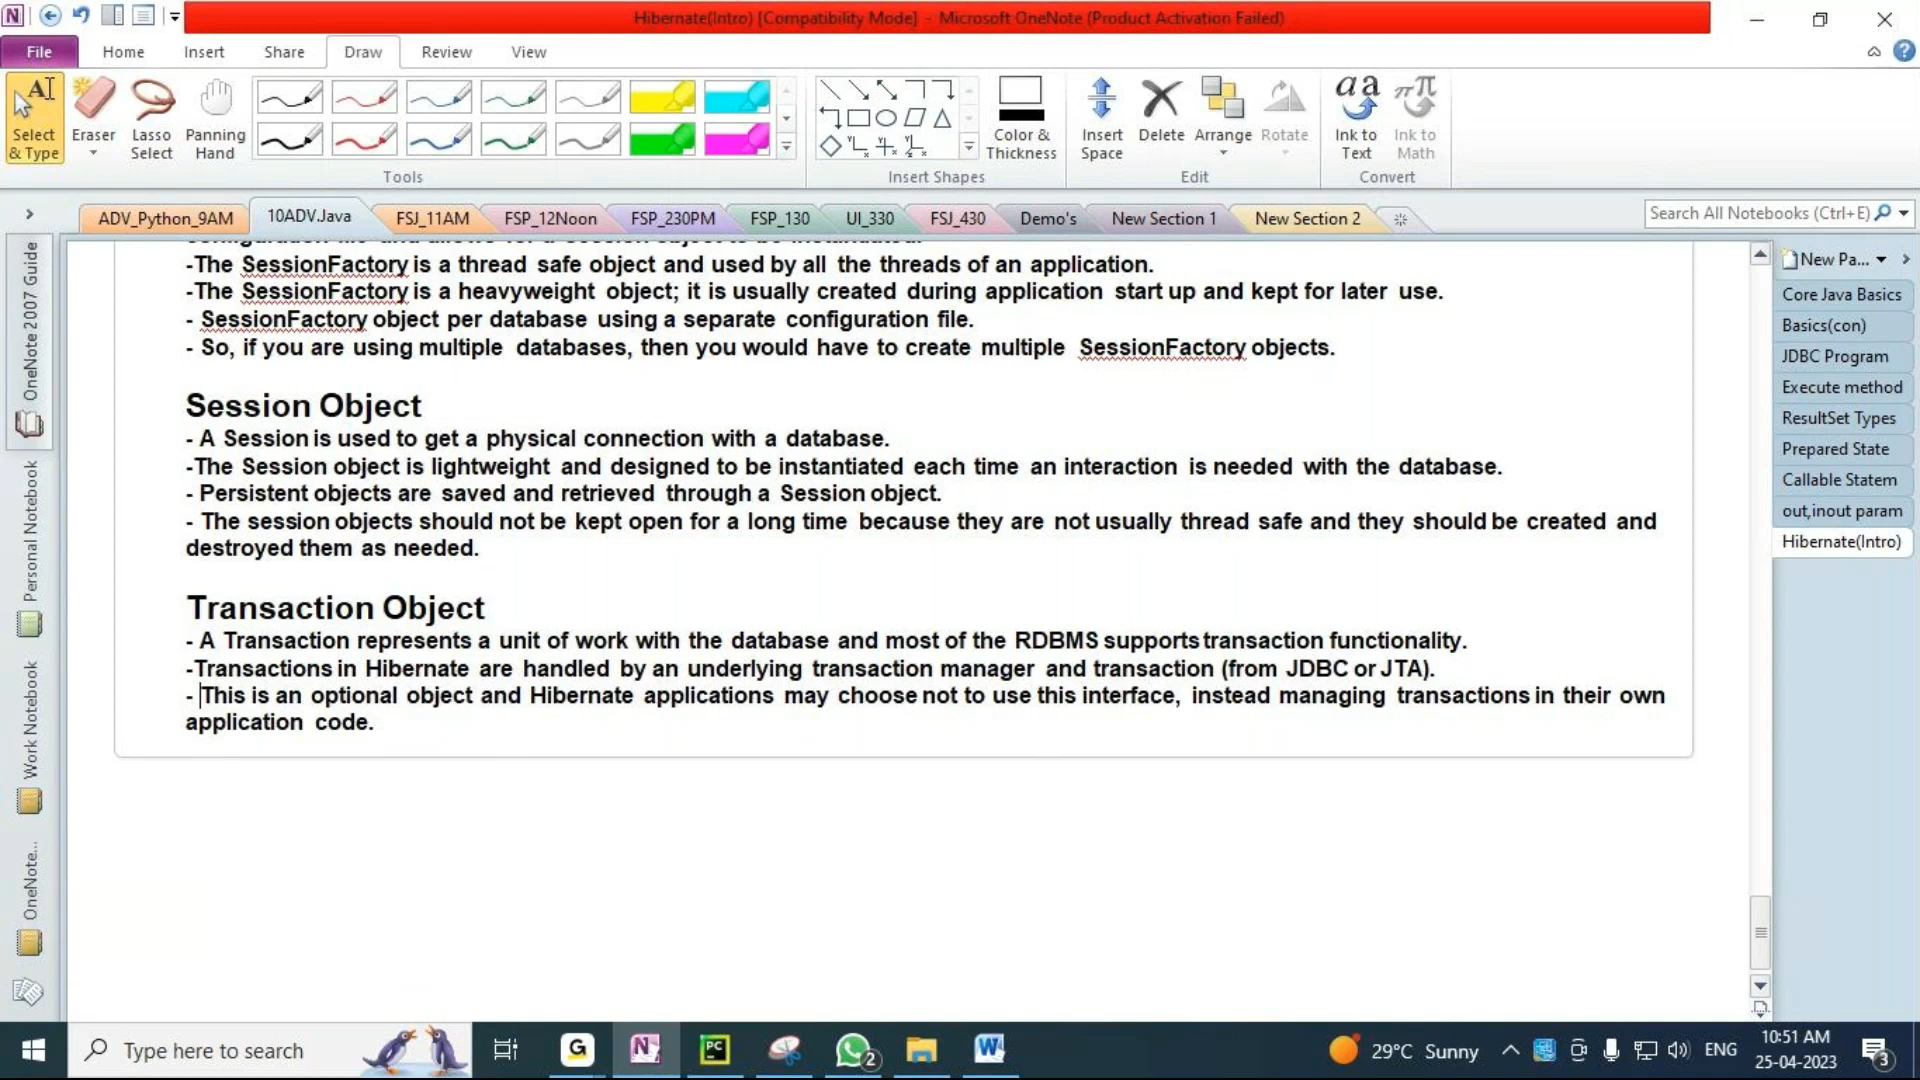 Hibernate(Intro) [Compatibility Mode] - Microsoft OneNote (Product Activation Failed)
File Home Insert Share Draw Review View
Select & Type
Eraser
Lasso Select
Panning Hand
Color & Thickness
Insert Space
Delete
Arrange
Rotate
Ink to Text
Ink to Math
Tools
Insert Shapes
Edit
Convert
ADV_Python_9AM 10ADV.Java FSJ_11AM FSP_12Noon FSP_230PM FSP_130 UI_330 FSJ_430 Demo's New Section 1 New Section 2
Search All Notebooks (Ctrl+E)
OneNote 2007 Guide
Personal Notebook
Work Notebook
OneNote...
configuration file and allows for a Session object to be instantiated.
-The SessionFactory is a thread safe object and used by all the threads of an application.
-The SessionFactory is a heavyweight object; it is usually created during application start up and kept for later use.
- SessionFactory object per database using a separate configuration file.
- So, if you are using multiple databases, then you would have to create multiple SessionFactory objects.
Session Object
- A Session is used to get a physical connection with a database.
-The Session object is lightweight and designed to be instantiated each time an interaction is needed with the database.
- Persistent objects are saved and retrieved through a Session object.
- The session objects should not be kept open for a long time because they are not usually thread safe and they should be created and
destroyed them as needed.
Transaction Object
- A Transaction represents a unit of work with the database and most of the RDBMS supports transaction functionality.
-Transactions in Hibernate are handled by an underlying transaction manager and transaction (from JDBC or JTA).
- This is an optional object and Hibernate applications may choose not to use this interface, instead managing transactions in their own
application code.
New Pa...
Core Java Basics
Basics(con)
JDBC Program
Execute method
ResultSet Types
Prepared State
Callable Statem
out,inout param
Hibernate(Intro)
Type here to search
G
N
PC
2
W
29°C Sunny
ENG
10:51 AM
25-04-2023
3